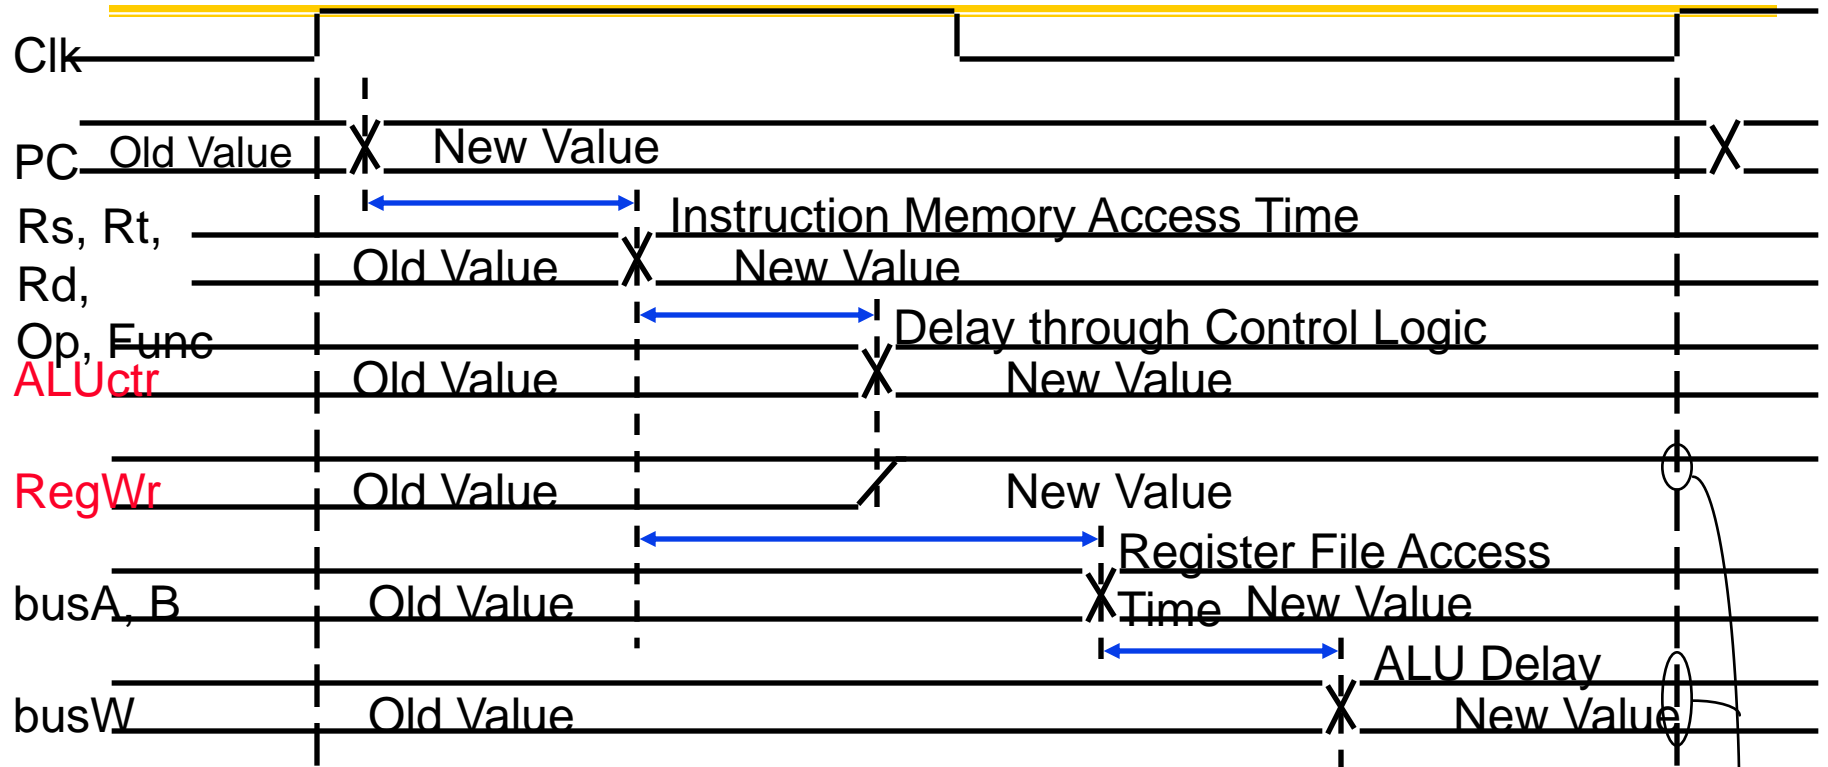 Clk
PC Old Value New Value
Rs, Rt, Instruction Memory Access Time
Old Value New Value
Rd,
Op, Func Delay through Control Logic
ALUctr Old Value New Value
RegWr Old Value New Value
Register File Access
busA, B Old Value Time New Value
ALU Delay
busW Old Value New Value